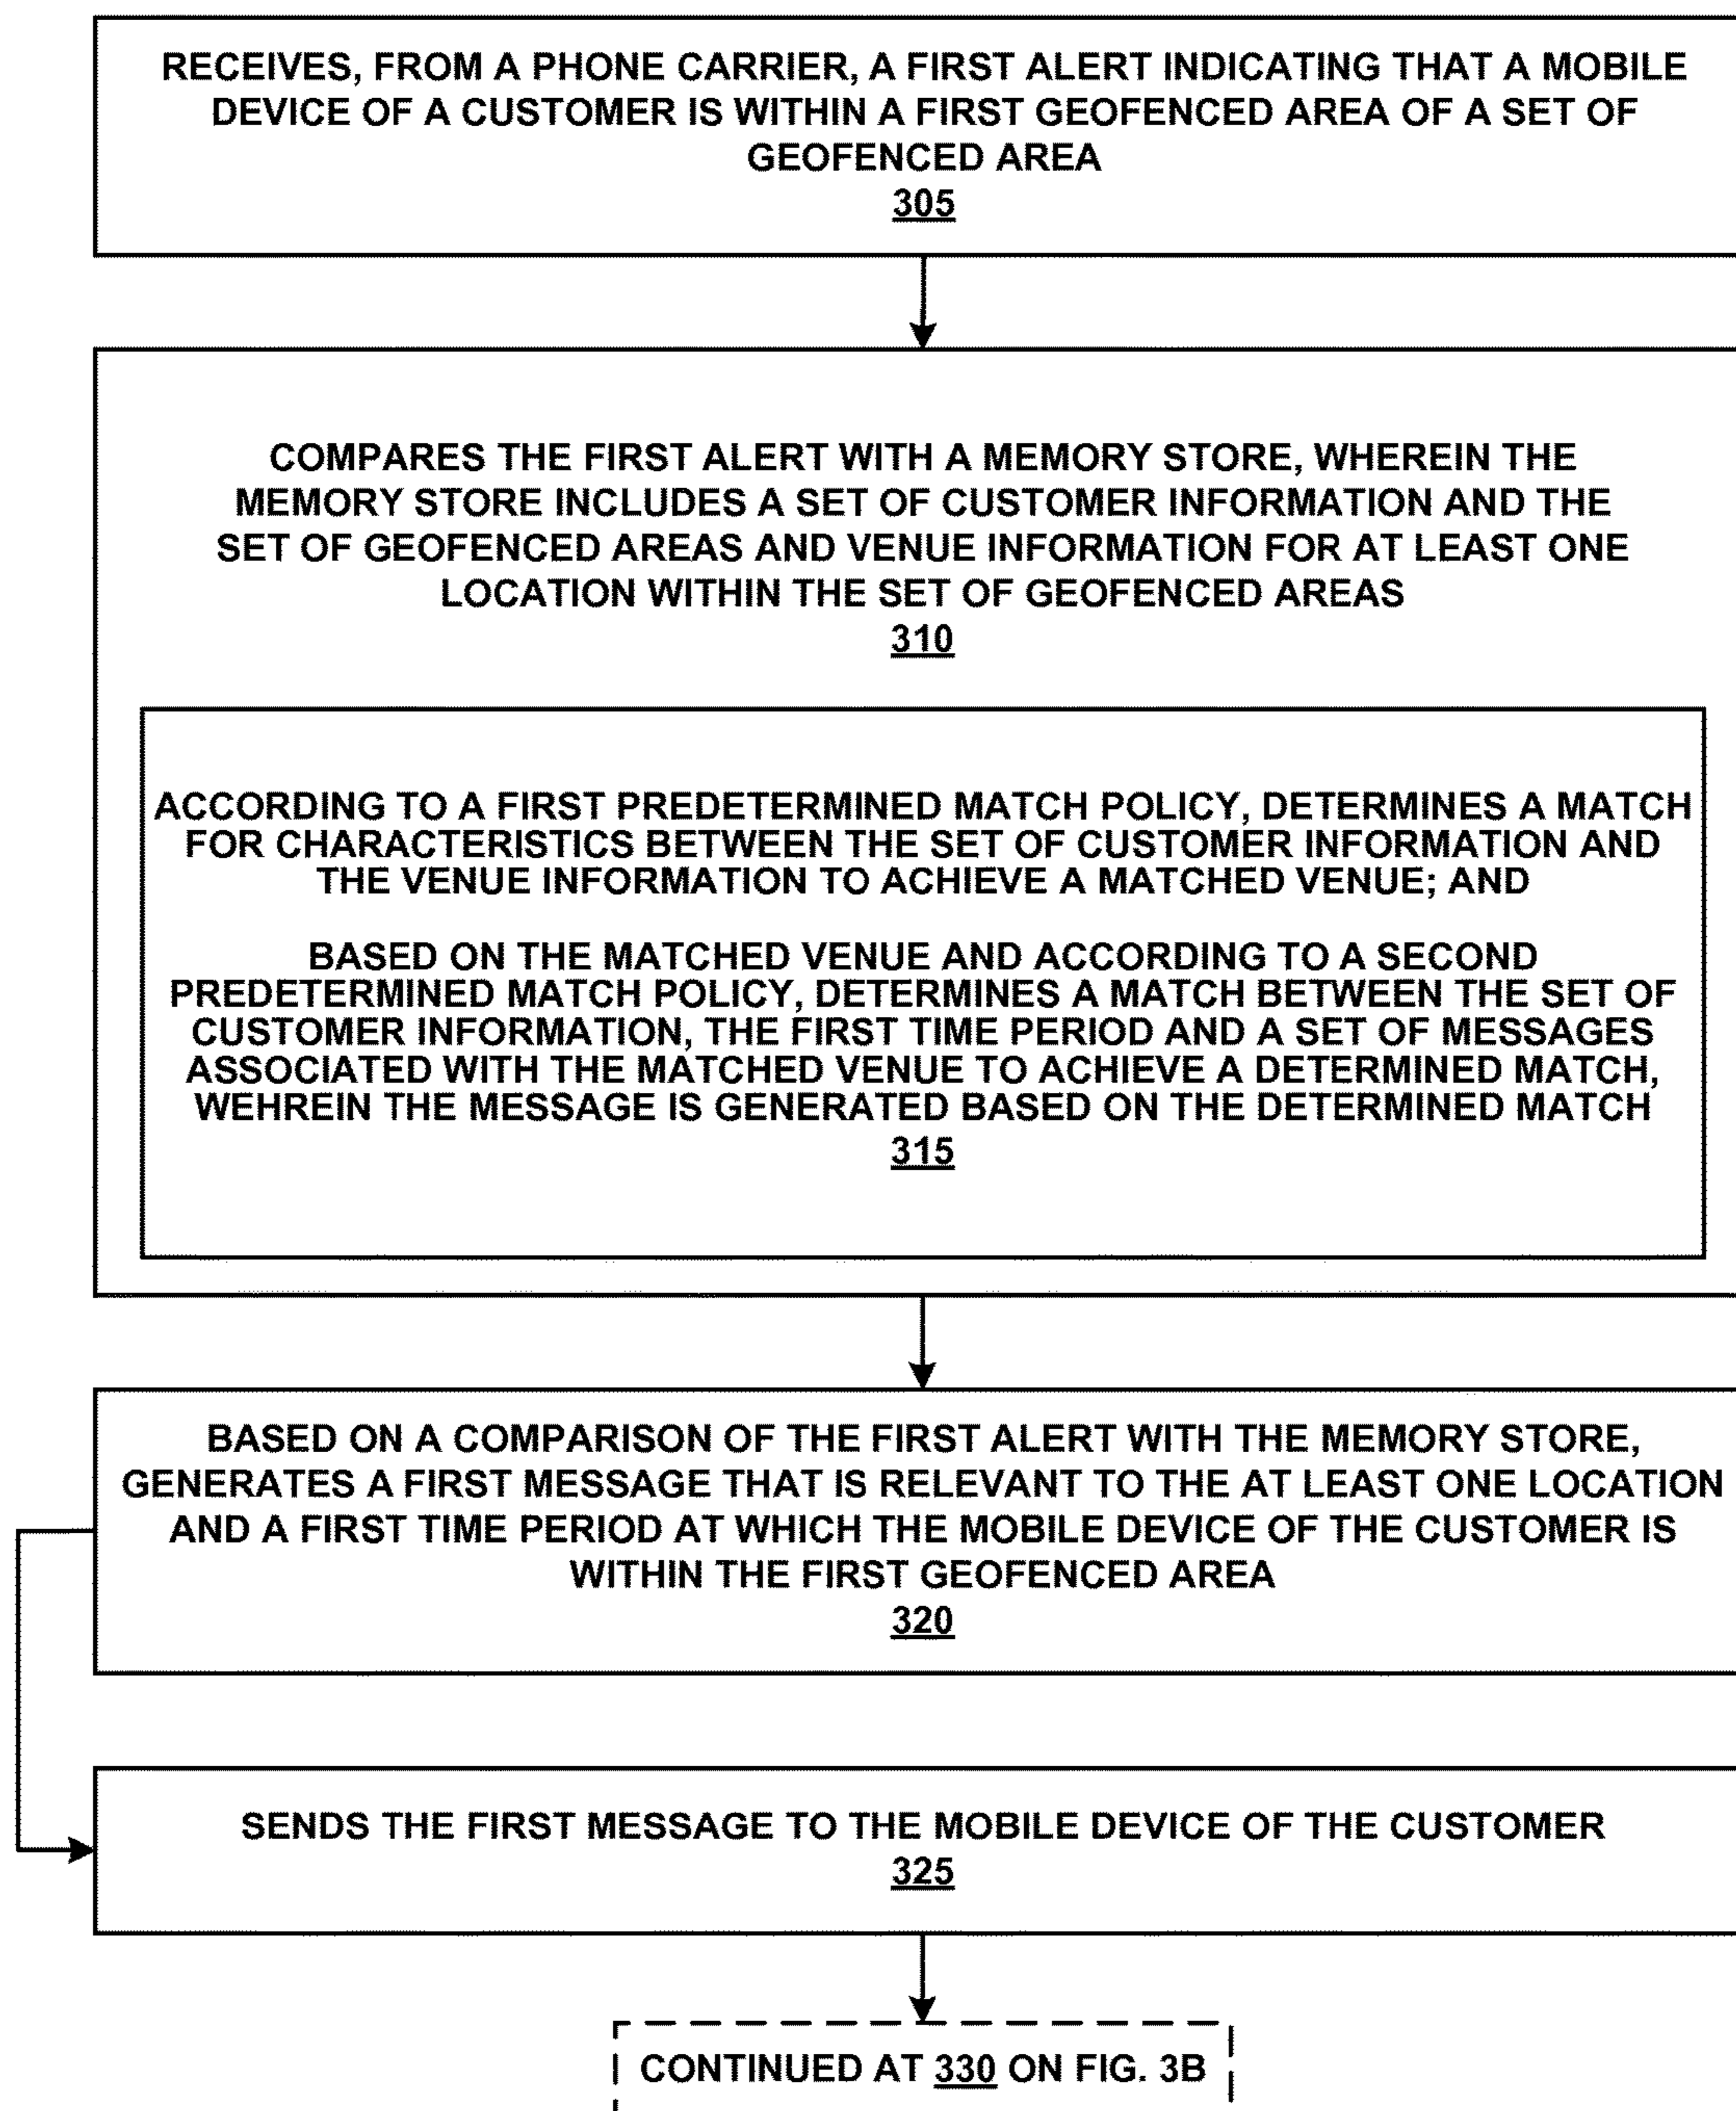 RECEIVES, FROM A PHONE CARRIER, A FIRST ALERT INDICATING THAT A MOBILE
DEVICE OF A CUSTOMER IS WITHIN A FIRST GEOFENCED AREA OF A SET OF
GEOFENCED AREA
305
COMPARES THE FIRST ALERT WITH A MEMORY STORE, WHEREIN THE
MEMORY STORE INCLUDES A SET OF CUSTOMER INFORMATION AND THE
SET OF GEOFENCED AREAS AND VENUE INFORMATION FOR AT LEAST ONE
LOCATION WITHIN THE SET OF GEOFENCED AREAS
310
ACCORDING TO A FIRST PREDETERMINED MATCH POLICY, DETERMINES A MATCH
FOR CHARACTERISTICS BETWEEN THE SET OF CUSTOMER INFORMATION AND
THE VENUE INFORMATION TO ACHIEVE A MATCHED VENUE; AND
BASED ON THE MATCHED VENUE AND ACCORDING TO A SECOND
PREDETERMINED MATCH POLICY, DETERMINES A MATCH BETWEEN THE SET OF
CUSTOMER INFORMATION, THE FIRST TIME PERIOD AND A SET OF MESSAGES
ASSOCIATED WITH THE MATCHED VENUE TO ACHIEVE A DETERMINED MATCH,
WEHREIN THE MESSAGE IS GENERATED BASED ON THE DETERMINED MATCH
315
BASED ON A COMPARISON OF THE FIRST ALERT WITH THE MEMORY STORE,
GENERATES A FIRST MESSAGE THAT IS RELEVANT TO THE AT LEAST ONE LOCATION
AND A FIRST TIME PERIOD AT WHICH THE MOBILE DEVICE OF THE CUSTOMER IS
WITHIN THE FIRST GEOFENCED AREA
320
SENDS THE FIRST MESSAGE TO THE MOBILE DEVICE OF THE CUSTOMER
325
CONTINUED AT 330 ON FIG. 3B